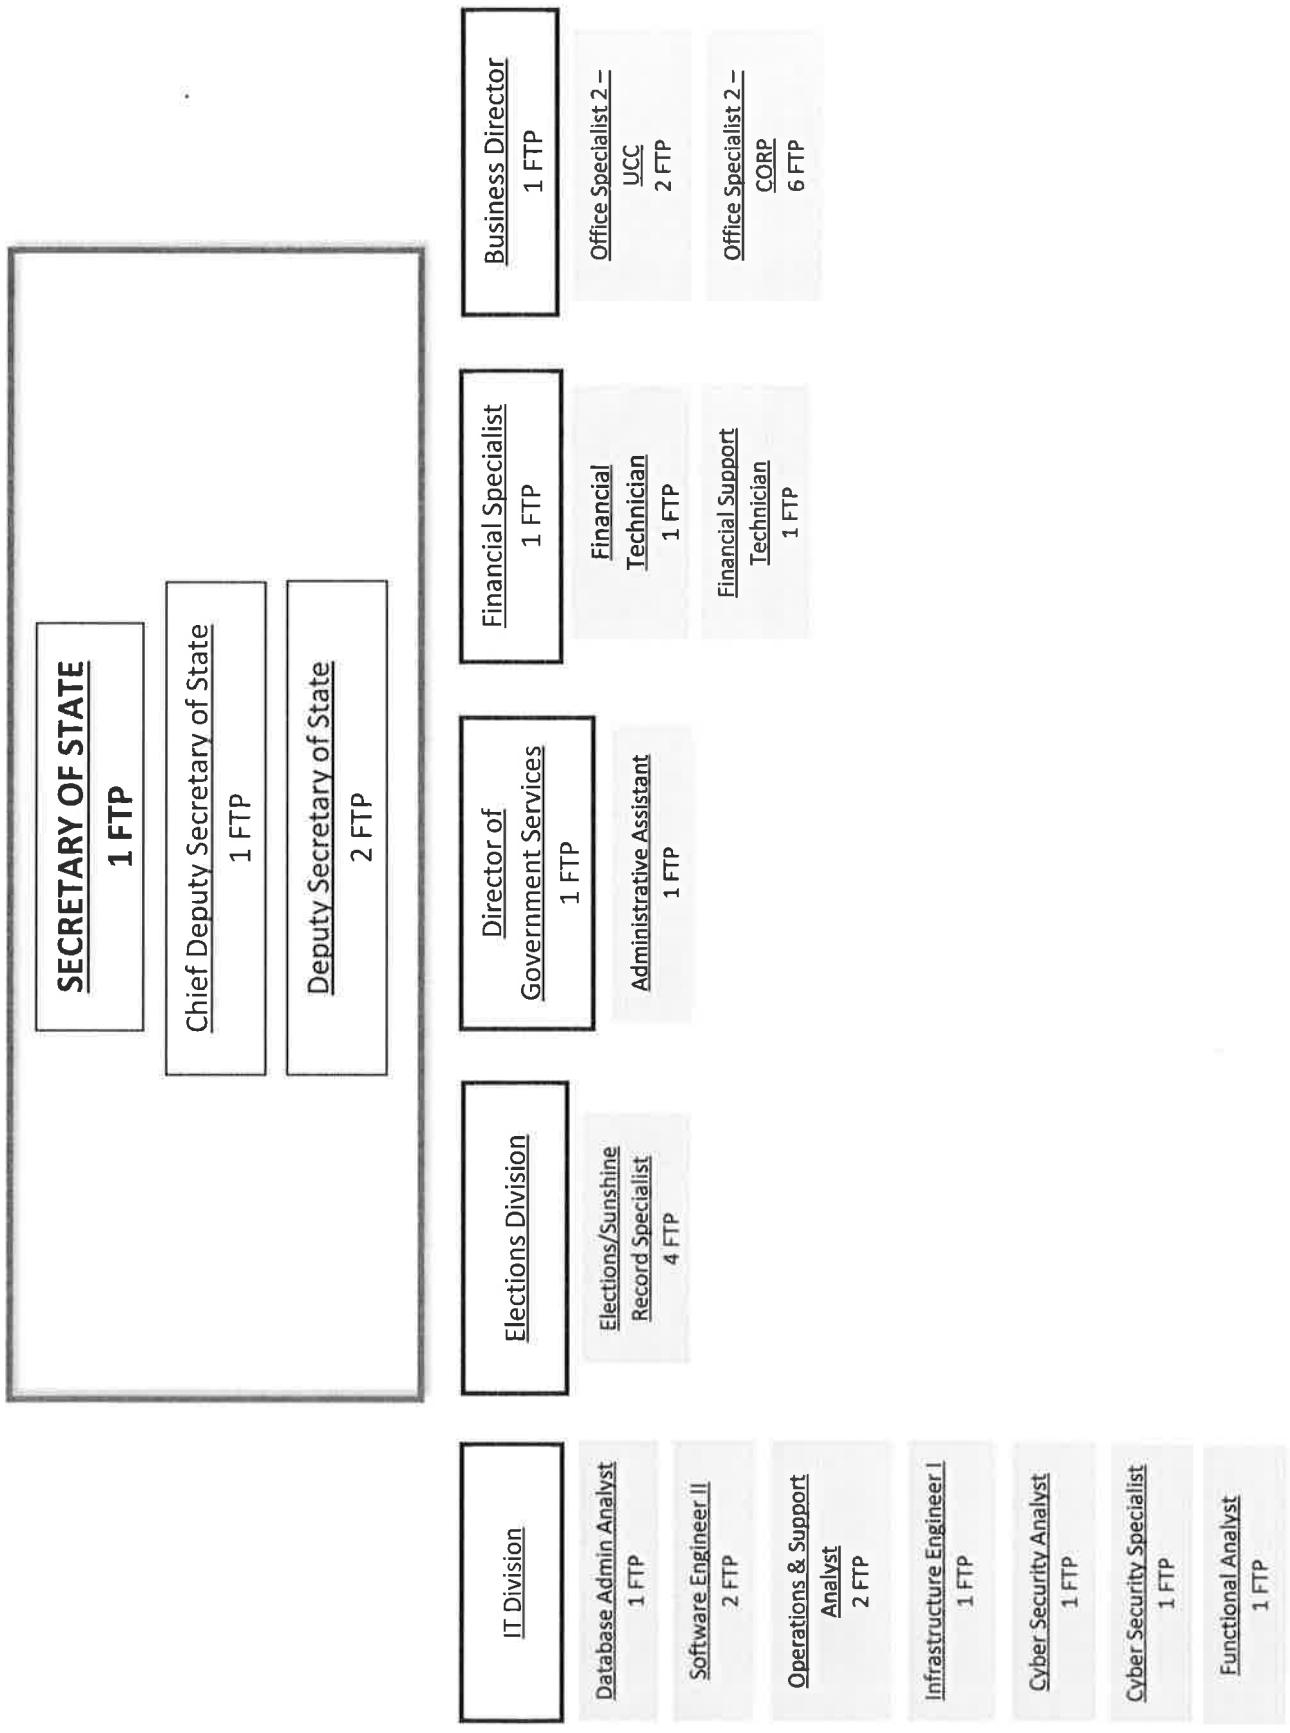 SECRETARY OF STATE
1 FTP
Chief Deputy Secretary of State
1 FTP
Deputy Secretary of State
2 FTP
IT Division
Database Admin Analyst
1 FTP
Software Engineer II
2 FTP
Operations & Support
Analyst
2 FTP
Infrastructure Engineer I
1 FTP
Cyber Security Analyst
1 FTP
Cyber Security Specialist
1 FTP
Functional Analyst
1 FTP
Elections Division
Elections/Sunshine
Record Specialist
4 FTP
Director of
Government Services
1 FTP
Administrative Assistant
1 FTP
Financial Specialist
1 FTP
Financial
Technician
1 FTP
Financial Support
Technician
1 FTP
Business Director
1 FTP
Office Specialist 2 –
UCC
2 FTP
Office Specialist 2 –
CORP
6 FTP